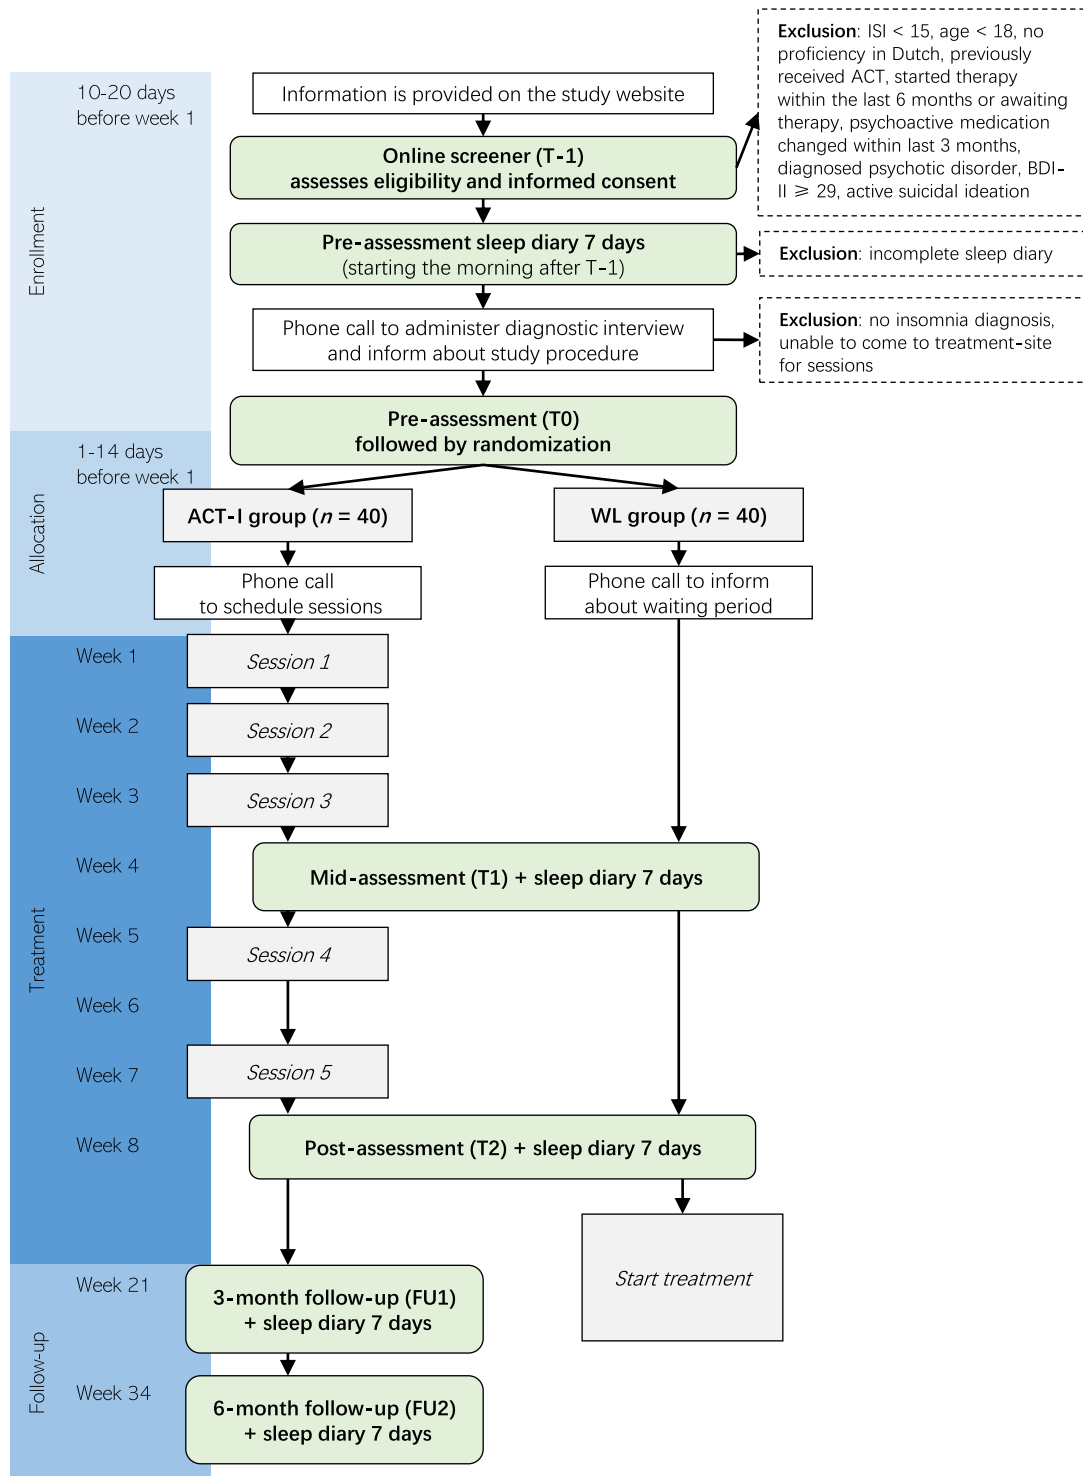 Exclusion: ISI < 15, age < 18, no
proficiency in Dutch, previously
received ACT, started therapy
within the last 6 months or awaiting
therapy, psychoactive medication
changed within last 3 months,
diagnosed psychotic disorder, BDI-
II ⩾ 29, active suicidal ideation
Enrollment
10-20 days
before week 1
Information is provided on the study website
Online screener (T-1)
assesses eligibility and informed consent
Pre-assessment sleep diary 7 days
(starting the morning after T-1)
Exclusion: incomplete sleep diary
Phone call to administer diagnostic interview
and inform about study procedure
Exclusion: no insomnia diagnosis,
unable to come to treatment-site
for sessions
Pre-assessment (T0)
followed by randomization
Allocation
1-14 days
before week 1
ACT-I group (n = 40)
WL group (n = 40)
Phone call
to schedule sessions
Phone call to inform
about waiting period
Treatment
Week 1
Session 1
Week 2
Session 2
Week 3
Session 3
Week 4
Mid-assessment (T1) + sleep diary 7 days
Week 5
Session 4
Week 6
Week 7
Session 5
Week 8
Post-assessment (T2) + sleep diary 7 days
Start treatment
Follow-up
Week 21
3-month follow-up (FU1)
+ sleep diary 7 days
Week 34
6-month follow-up (FU2)
+ sleep diary 7 days